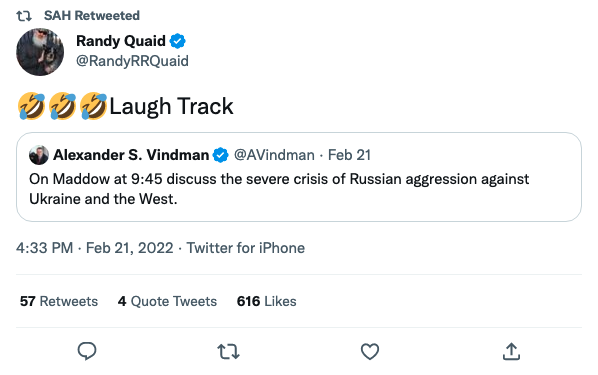 SAH Retweeted
Randy Quaid
@RandyRRQuaid
🤣🤣🤣Laugh Track
Alexander S. Vindman @AVindman · Feb 21
On Maddow at 9:45 discuss the severe crisis of Russian aggression against
Ukraine and the West.
4:33 PM · Feb 21, 2022 · Twitter for iPhone
57 Retweets 4 Quote Tweets 616 Likes